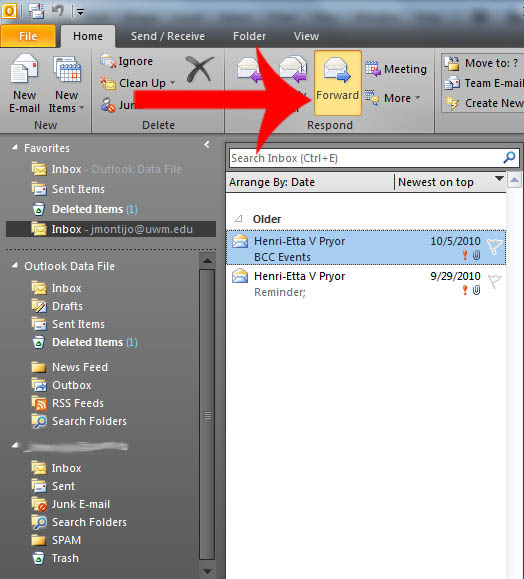 File Home Send / Receive Folder View
New E-mail
New Items
Ignore
Clean Up
Forward
Meeting
More
Move to: ?
Team E-mai
Create New
New Delete Respond
Favorites
Inbox - Outlook Data File
Sent Items
Deleted Items (1)
Inbox - jmontijo@uwm.edu
Outlook Data File
Inbox
Drafts
Sent Items
Deleted Items (1)
News Feed
Outbox
RSS Feeds
Search Folders
Inbox
Sent
Junk E-mail
Search Folders
SPAM
Trash
Search Inbox (Ctrl+E)
Arrange By: Date Newest on top
Older
Henri-Etta V Pryor 10/5/2010
BCC Events
Henri-Etta V Pryor 9/29/2010
Reminder;